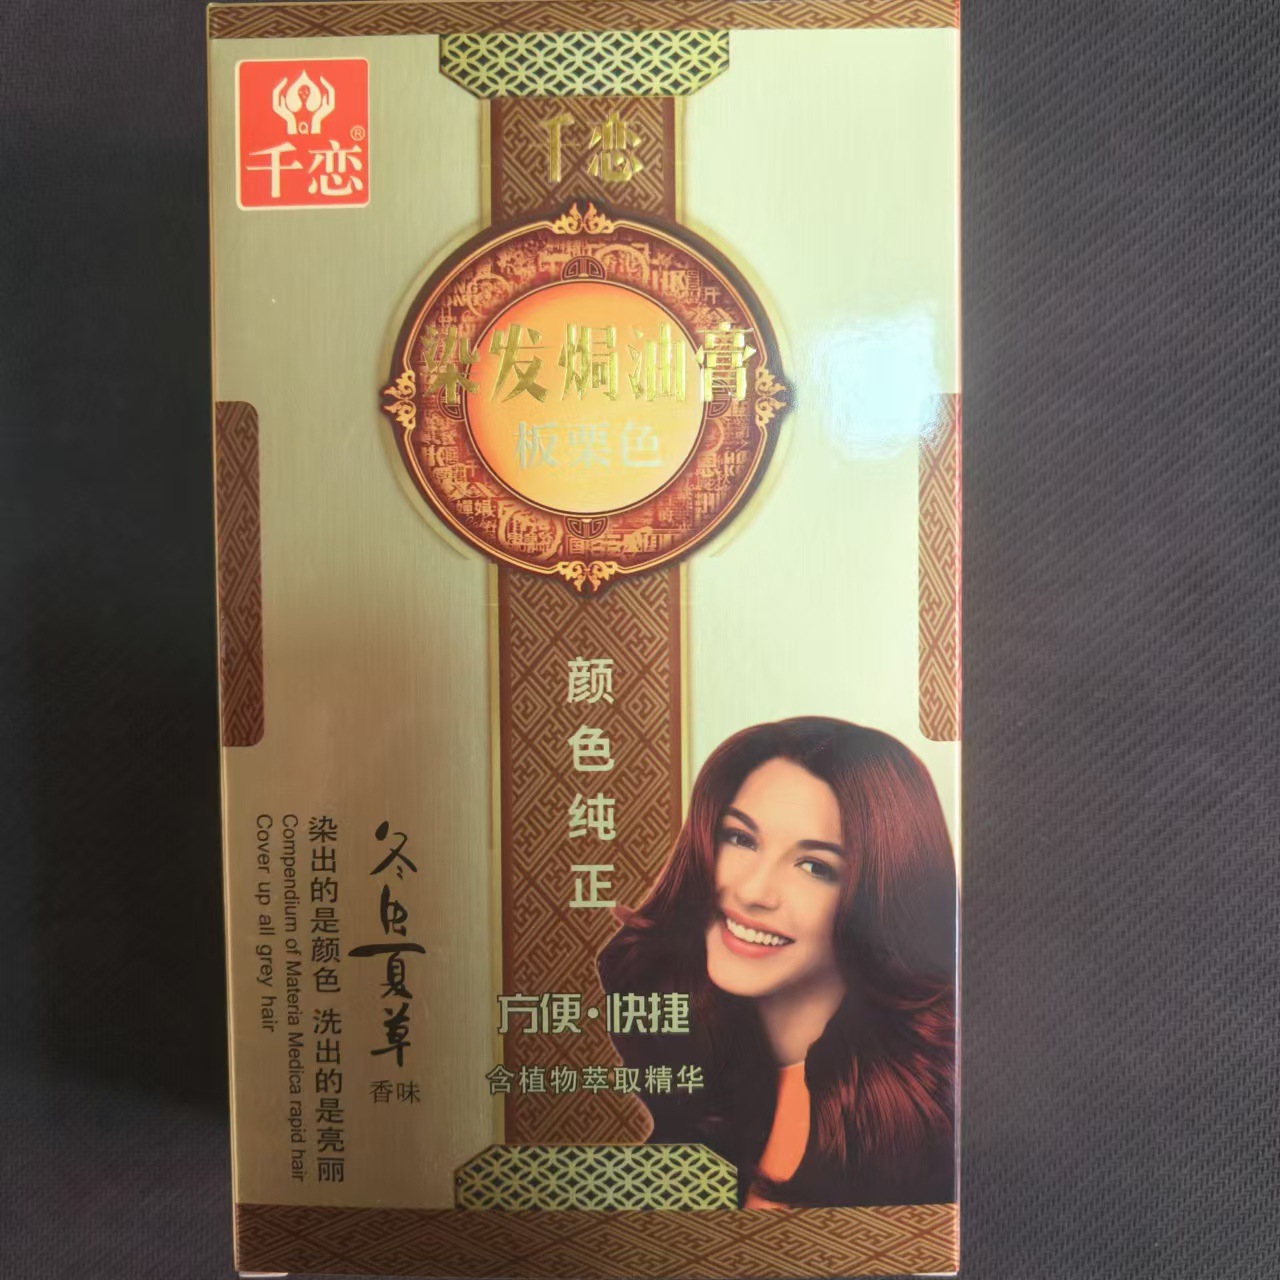 千恋®
Q
千恋
染发焗油膏
板栗色
颜色纯正
冬虫夏草
香味
染出的是颜色 洗出的是亮丽
Compendium of Materia Medica rapid hair
Cover up all grey hair
方便·快捷
含植物萃取精华